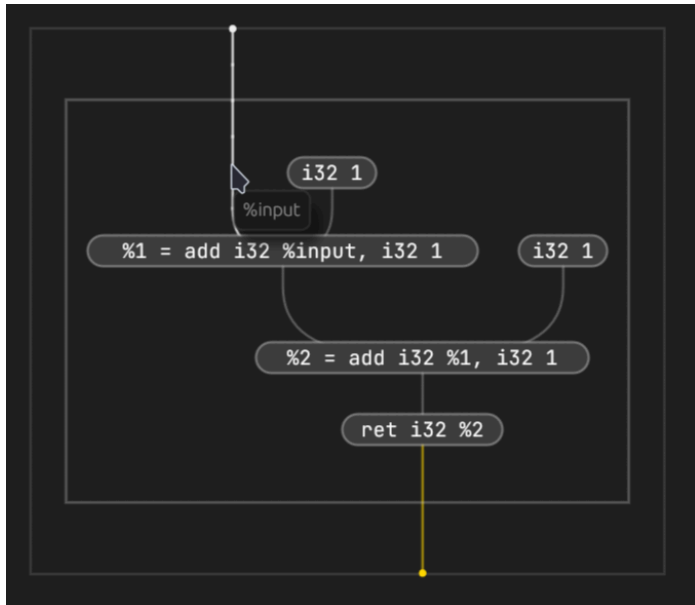 i32 1
%input
%1 = add i32 %input, i32 1
i32 1
%2 = add i32 %1, i32 1
ret i32 %2